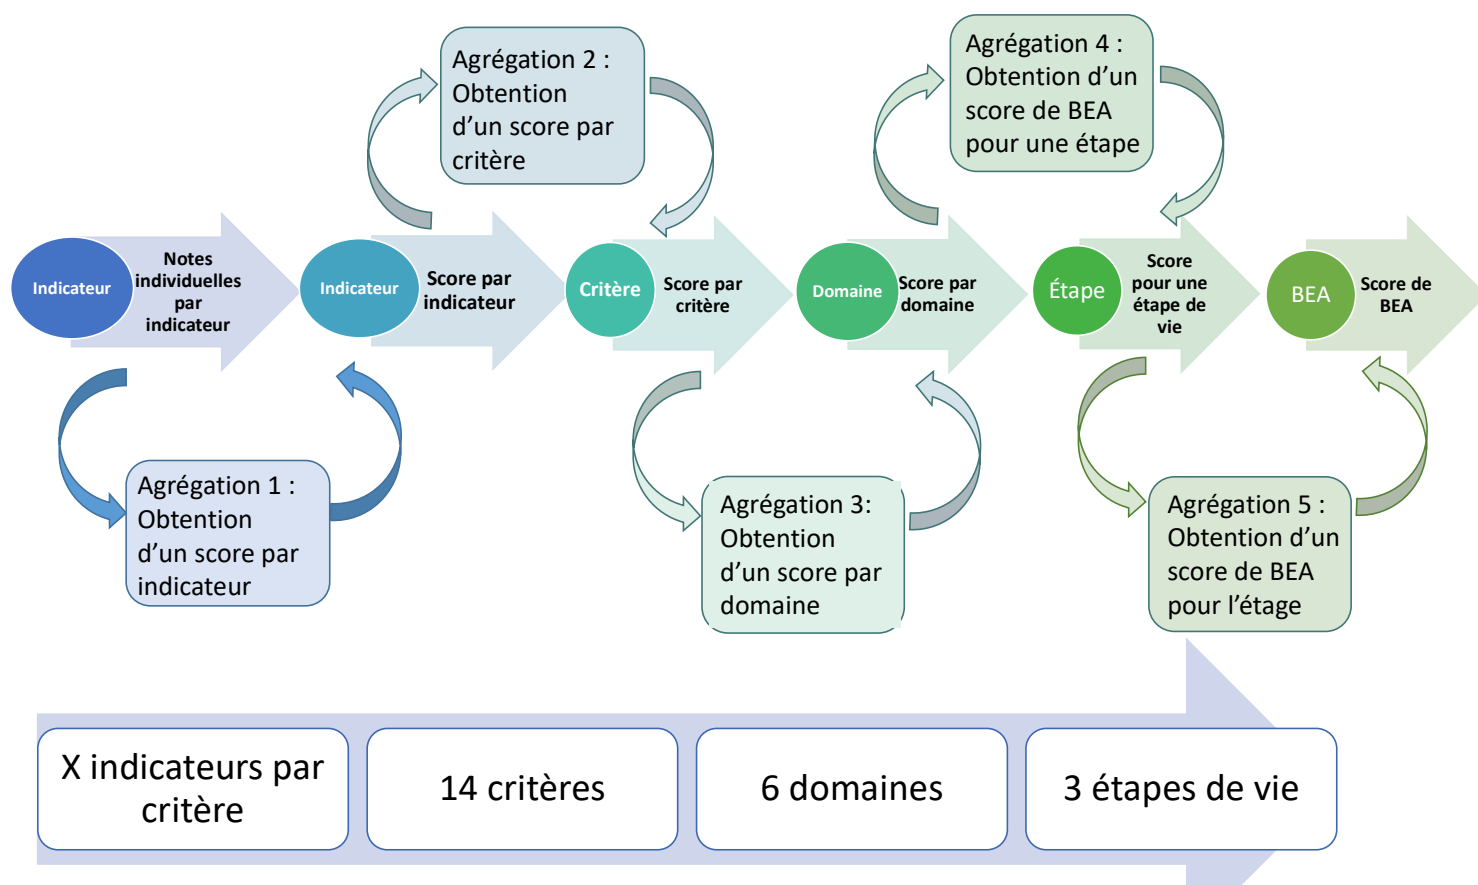 Agrégation 2 :
Obtention
d’un score par
critère
Agrégation 4 :
Obtention d’un
score de BEA
pour une étape
Indicateur
Notes
individuelles
par
indicateur
Indicateur
Score par
indicateur
Critère
Score par
critère
Domaine
Score par
domaine
Étape
Score
pour une
étape de
vie
BEA
Score de
BEA
Agrégation 1 :
Obtention
d’un score par
indicateur
Agrégation 3:
Obtention
d’un score par
domaine
Agrégation 5 :
Obtention d’un
score de BEA
pour l’étage
X indicateurs par
critère
14 critères
6 domaines
3 étapes de vie